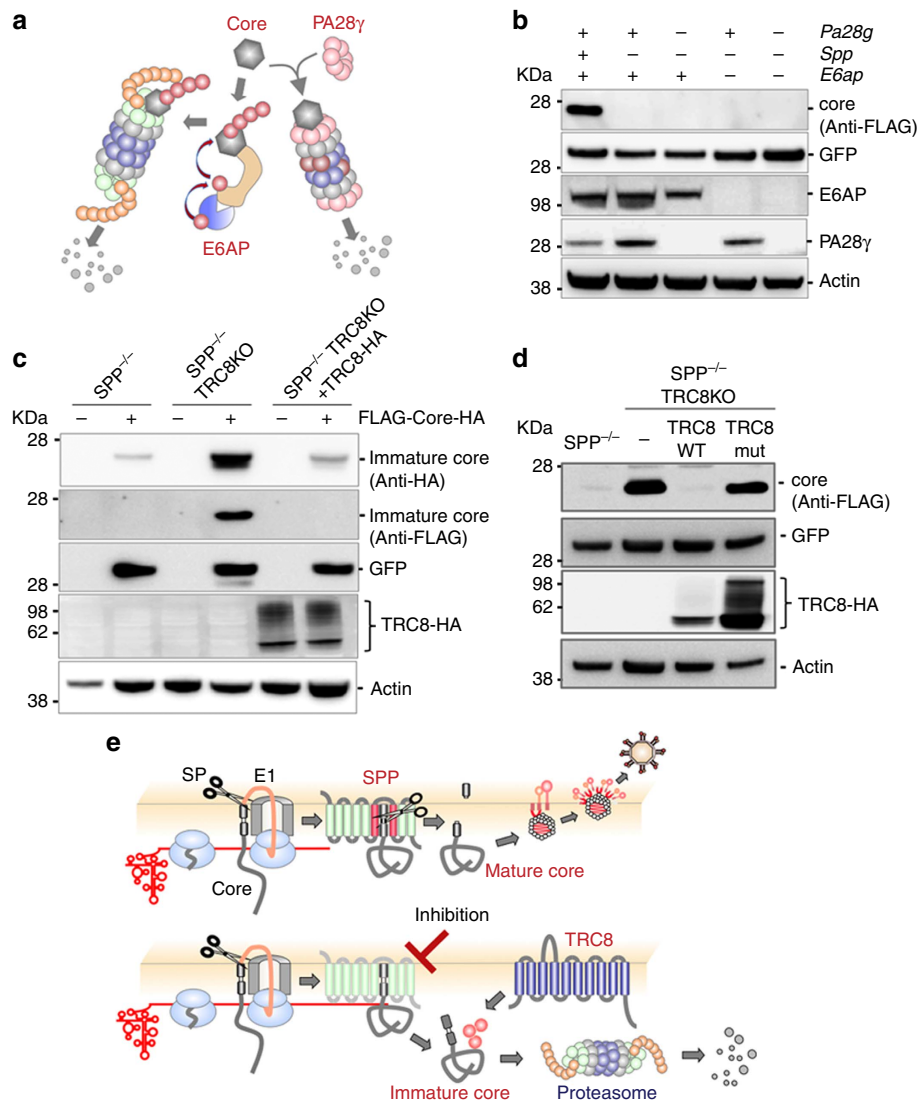 a
Core
PA28γ
E6AP
b
+ + – + – Pa28g
+ – – – – Spp
KDa + + + – – E6ap
28
core
(Anti-FLAG)
GFP
28
E6AP
98
PA28γ
28
Actin
38
c
SPP–/–
SPP–/–
TRC8KO
SPP–/– TRC8KO
+TRC8-HA
KDa
– + – + – + FLAG-Core-HA
28
Immature core
(Anti-HA)
28
Immature core
(Anti-FLAG)
GFP
28
98
62
TRC8-HA
Actin
38
d
SPP–/–
TRC8KO
KDa
SPP–/–
–
TRC8
WT
TRC8
mut
28
core
(Anti-FLAG)
GFP
28
98
62
TRC8-HA
Actin
38
e
SP
E1
SPP
Core
Mature core
Inhibition
TRC8
Immature core
Proteasome